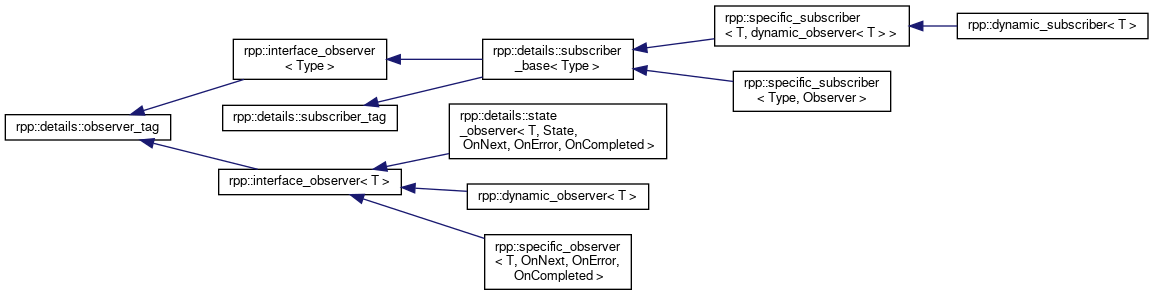 rpp::specific_subscriber
< T, dynamic_observer< T > >
rpp::dynamic_subscriber< T >
rpp::interface_observer
< Type >
rpp::details::subscriber
_base< Type >
rpp::specific_subscriber
< Type, Observer >
rpp::details::subscriber_tag
rpp::details::state
_observer< T, State,
OnNext, OnError, OnCompleted >
rpp::details::observer_tag
rpp::interface_observer< T >
rpp::dynamic_observer< T >
rpp::specific_observer
< T, OnNext, OnError,
OnCompleted >